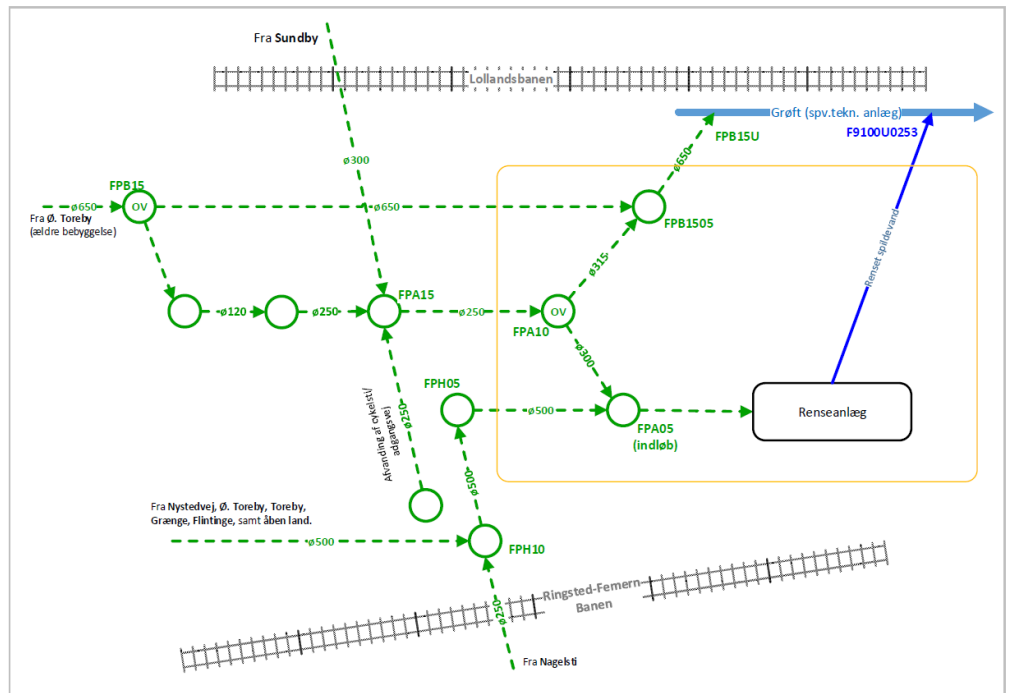 Fra Sundby
Lollandsbanen
Grøft (spv.tekn. anlæg)
FPB15U
F9100U0253
ø300
ø650
FPB15
ø650
OV
ø650
Fra Ø. Toreby
(ældre bebyggelse)
FPB1505
Renset spildevand
ø315
FPA15
ø120
ø250
ø250
OV
FPA10
ø300
FPH05
Afvanding af cykelsti/
adgangsvej
ø250
ø500
FPA05
(indløb)
Renseanlæg
ø500
Fra Nystedvej, Ø. Toreby, Toreby,
Grænge, Flintinge, samt åben land.
ø500
FPH10
Ringsted-Femern
Banen
ø250
Fra Nagelsti